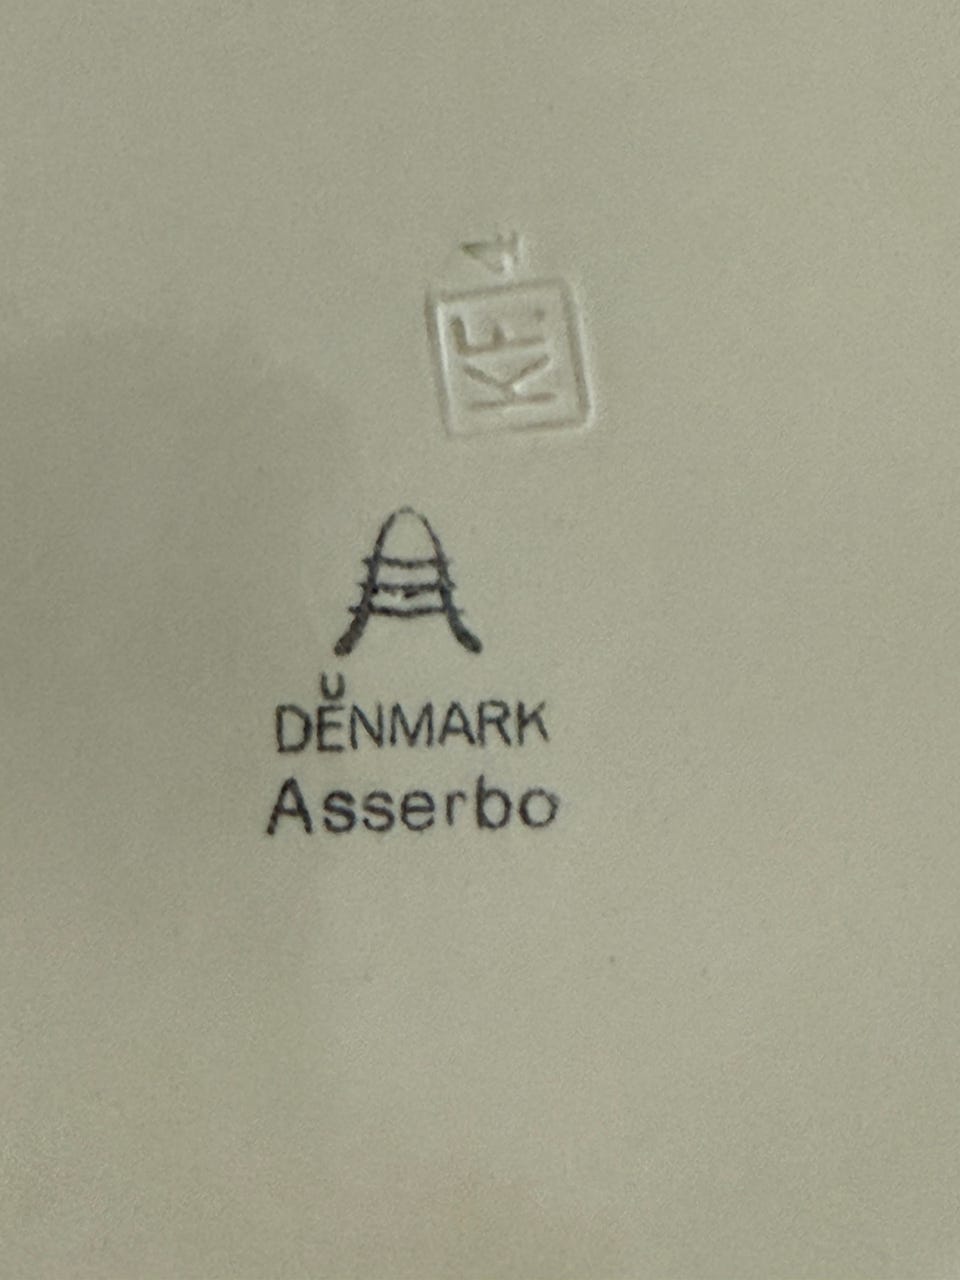 4
KF.
U
DENMARK
Asserbo